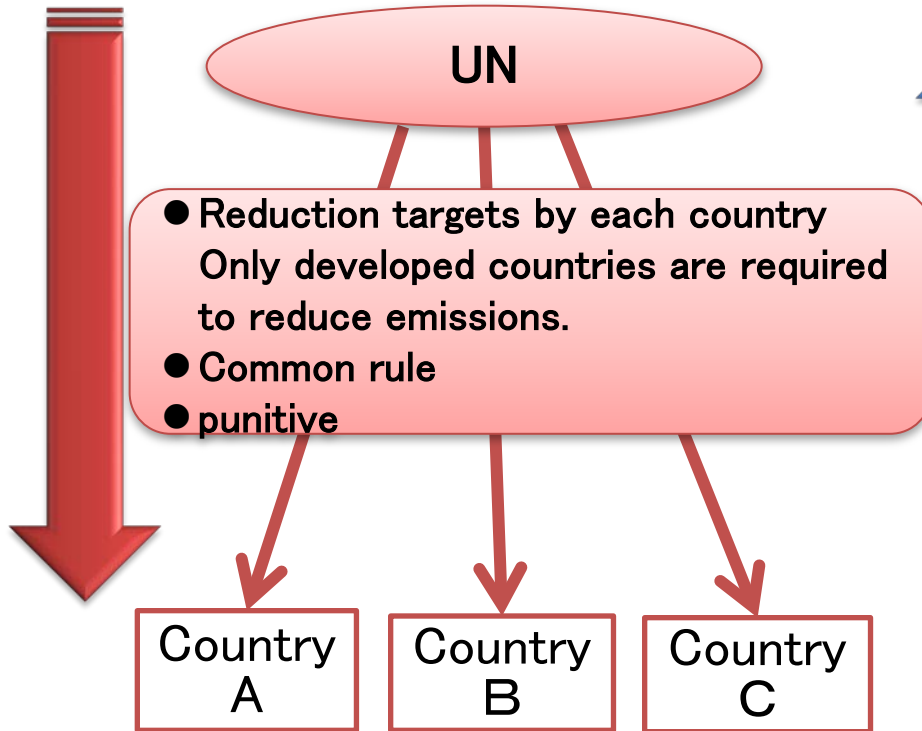 UN
● Reduction targets by each country
Only developed countries are required
to reduce emissions.
● Common rule
● punitive
Country
A
Country
B
Country
C